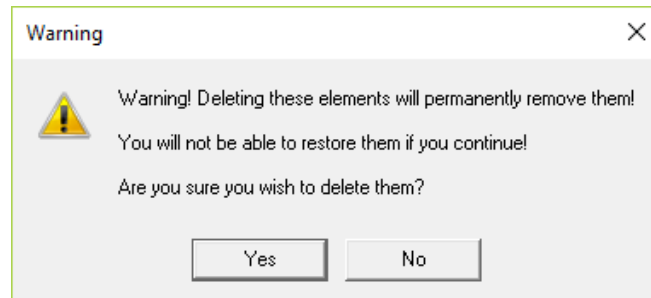 Warning
Warning! Deleting these elements will permanently remove them!
You will not be able to restore them if you continue!
Are you sure you wish to delete them?
Yes
No